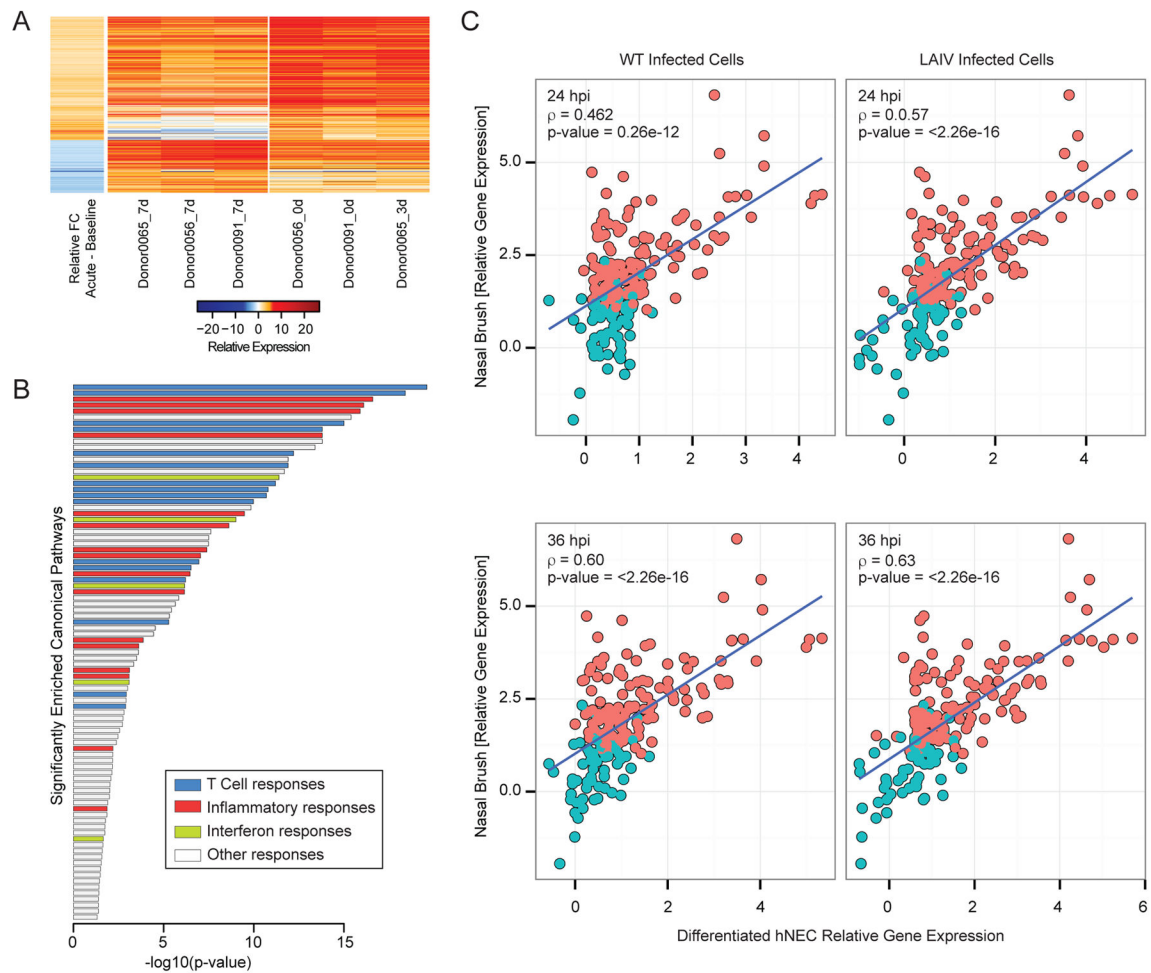 A
Relative FC
Acute - Baseline
Donor0065_7d
Donor0056_7d
Donor0091_7d
Donor0056_0d
Donor0091_0d
Donor0065_3d
−20 −10 0 10 20
Relative Expression
B
Significantly Enriched Canonical Pathways
T Cell responses
Inflammatory responses
Interferon responses
Other responses
0 5 10 15
-log10(p-value)
C
WT Infected Cells
LAIV Infected Cells
Nasal Brush [Relative Gene Expression]
5.0
2.5
0.0
24 hpi
ρ = 0.462
p-value = 0.26e-12
0 1 2 3 4
24 hpi
ρ = 0.0.57
p-value = <2.26e-16
0 2 4
Nasal Brush [Relative Gene Expression]
5.0
2.5
0.0
36 hpi
ρ = 0.60
p-value = <2.26e-16
0 2 4
36 hpi
ρ = 0.63
p-value = <2.26e-16
0 2 4 6
Differentiated hNEC Relative Gene Expression